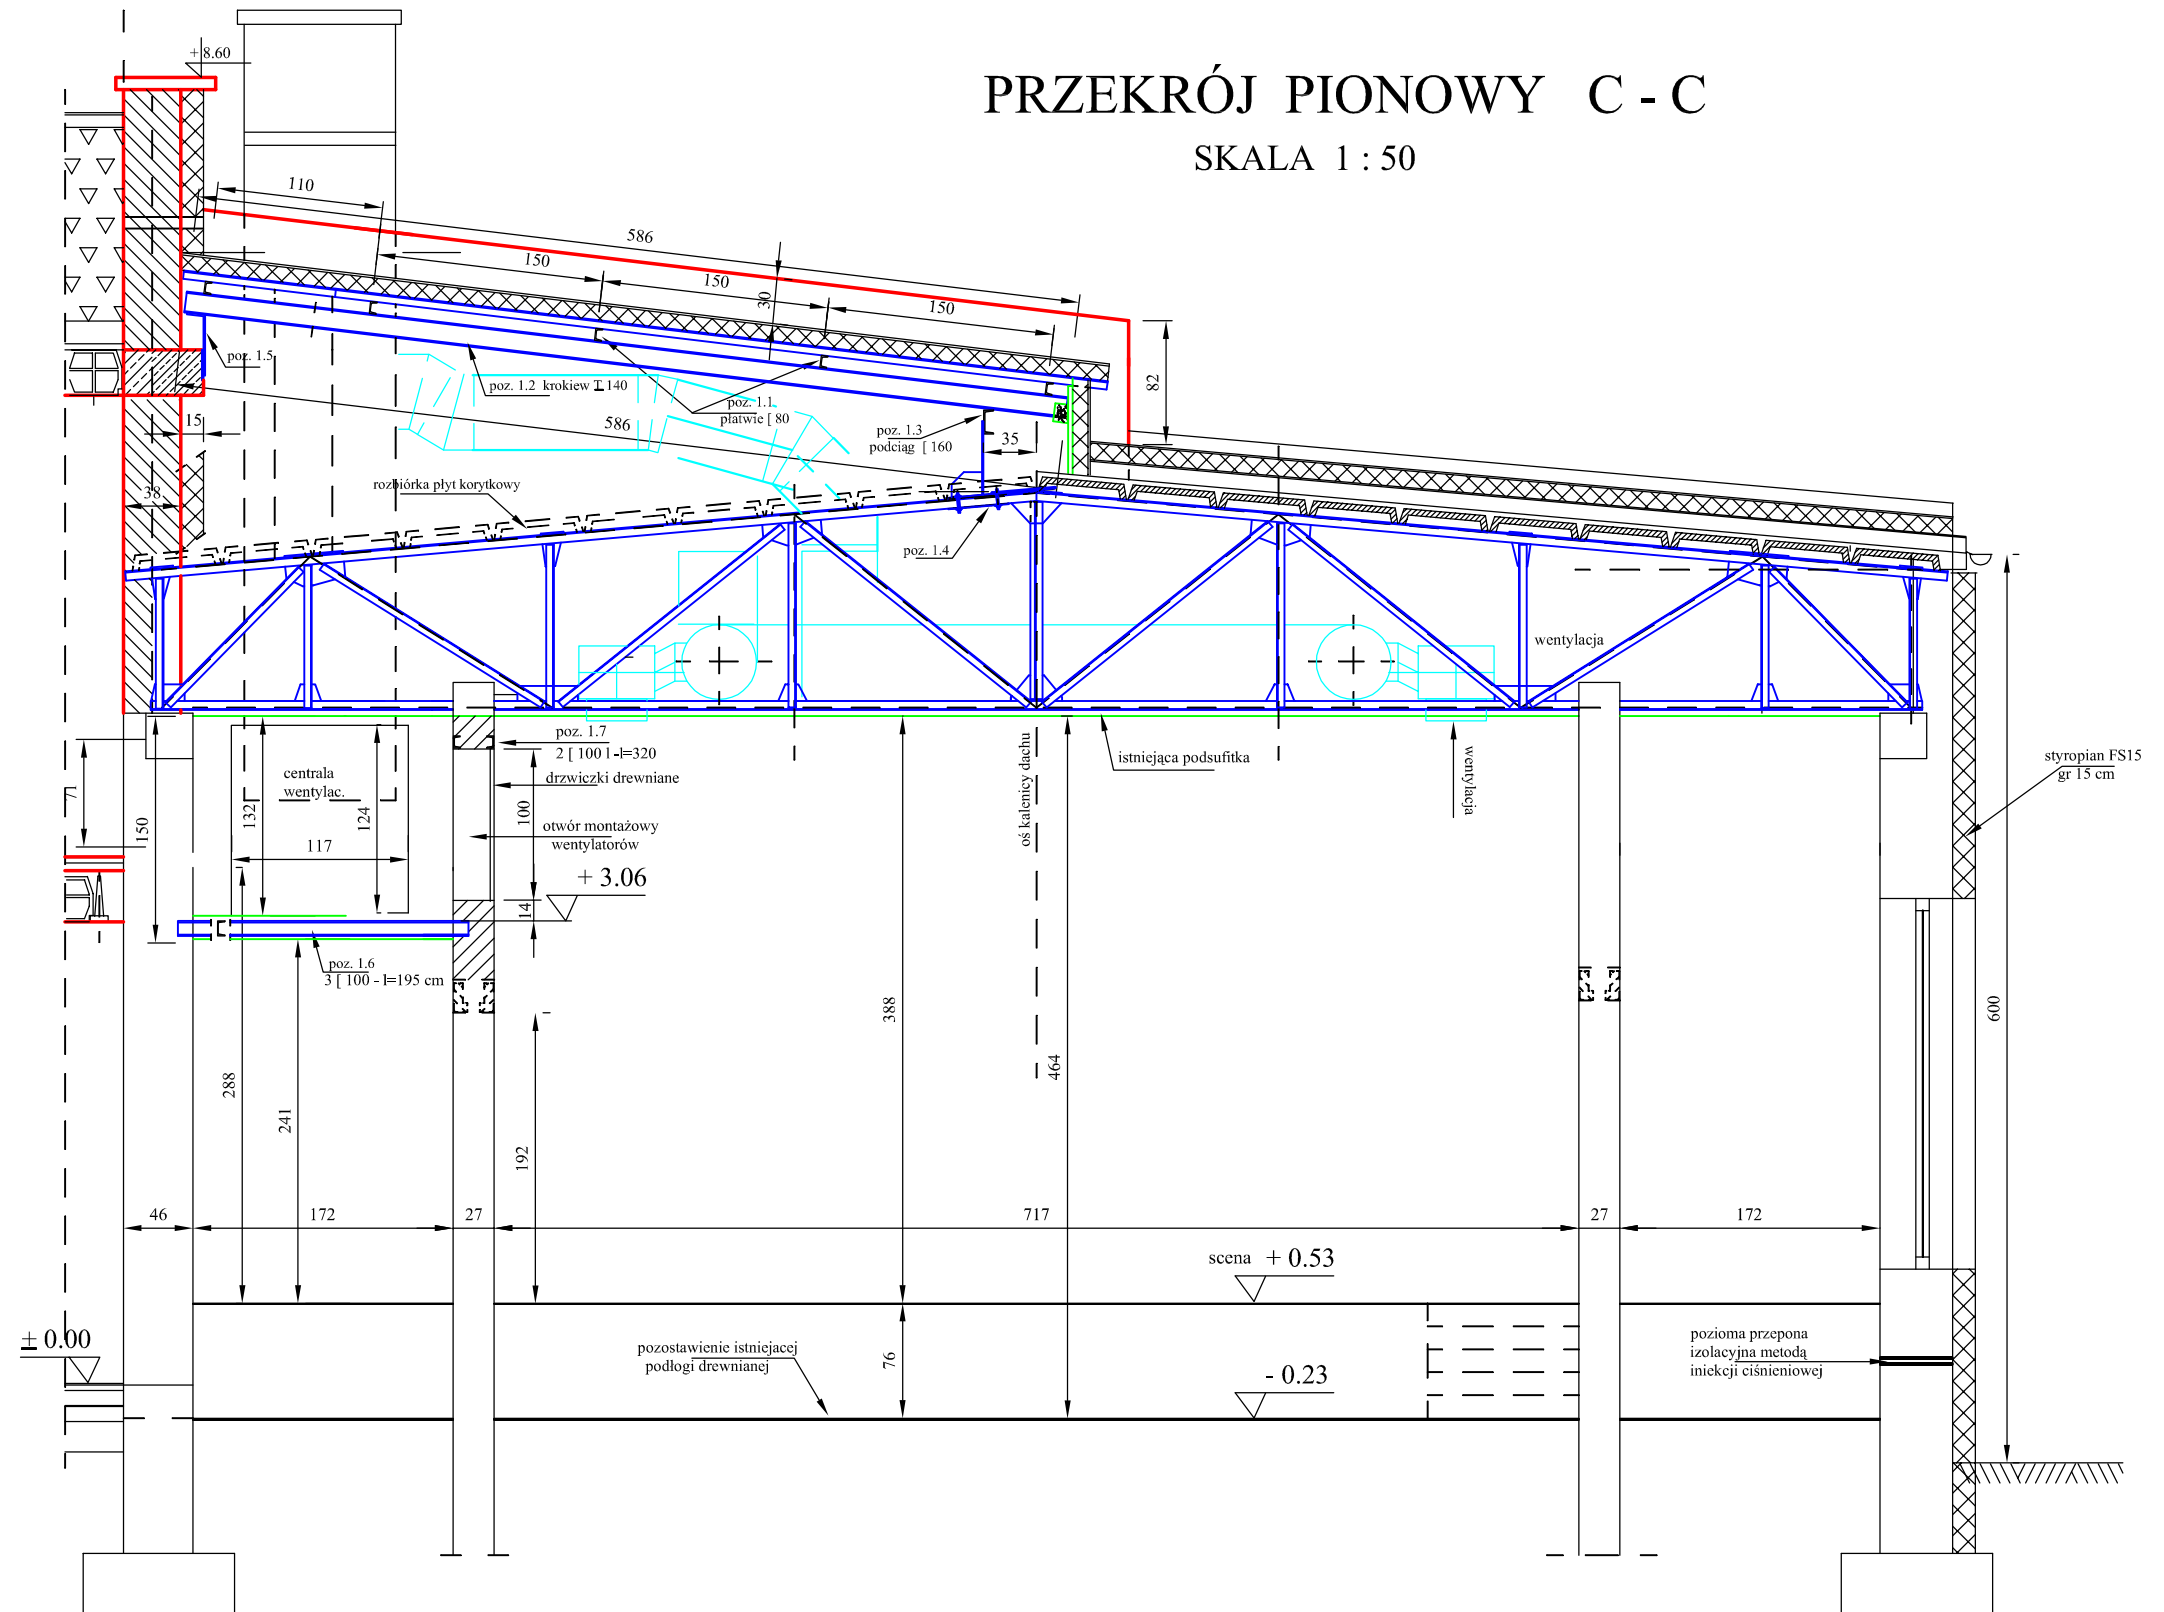 PRZEKRÓJ PIONOWY C - C
SKALA 1 : 50
+8.60
110
586
150
150
30
150
82
poz. 1.5
poz. 1.2 krokiew I 140
poz. 1.1
płatwie [ 80
586
15
38
poz. 1.3
podciąg [ 160
35
rozbiórka płyt korytkowy
poz. 1.4
wentylacja
poz. 1.7
2 [ 100 l -l=320
drzwiczki drewniane
centrala
wentylac.
71
150
132
124
117
100
otwór montażowy
wentylatorów
+ 3.06
14
oś kalenicy dachu
istniejąca podsufitka
wentylacja
styropian FS15
gr 15 cm
poz. 1.6
3 [ 100 - l=195 cm
288
241
192
388
464
600
46
172
27
717
27
172
scena + 0.53
± 0.00
pozostawienie istniejacej
podłogi drewnianej
76
- 0.23
pozioma przepona
izolacyjna metodą
iniekcji ciśnieniowej